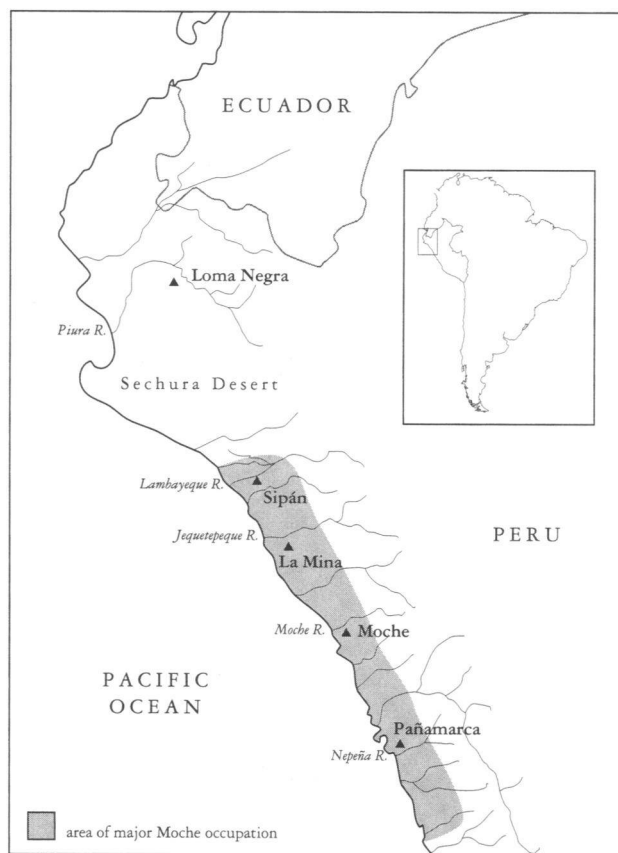 ECUADOR
Loma Negra
Piura R.
Sechura Desert
Lambayeque R.
Sipán
Jequetepeque R.
La Mina
PERU
Moche R.
Moche
PACIFIC
OCEAN
Pañamarca
Nepeña R.
area of major Moche occupation